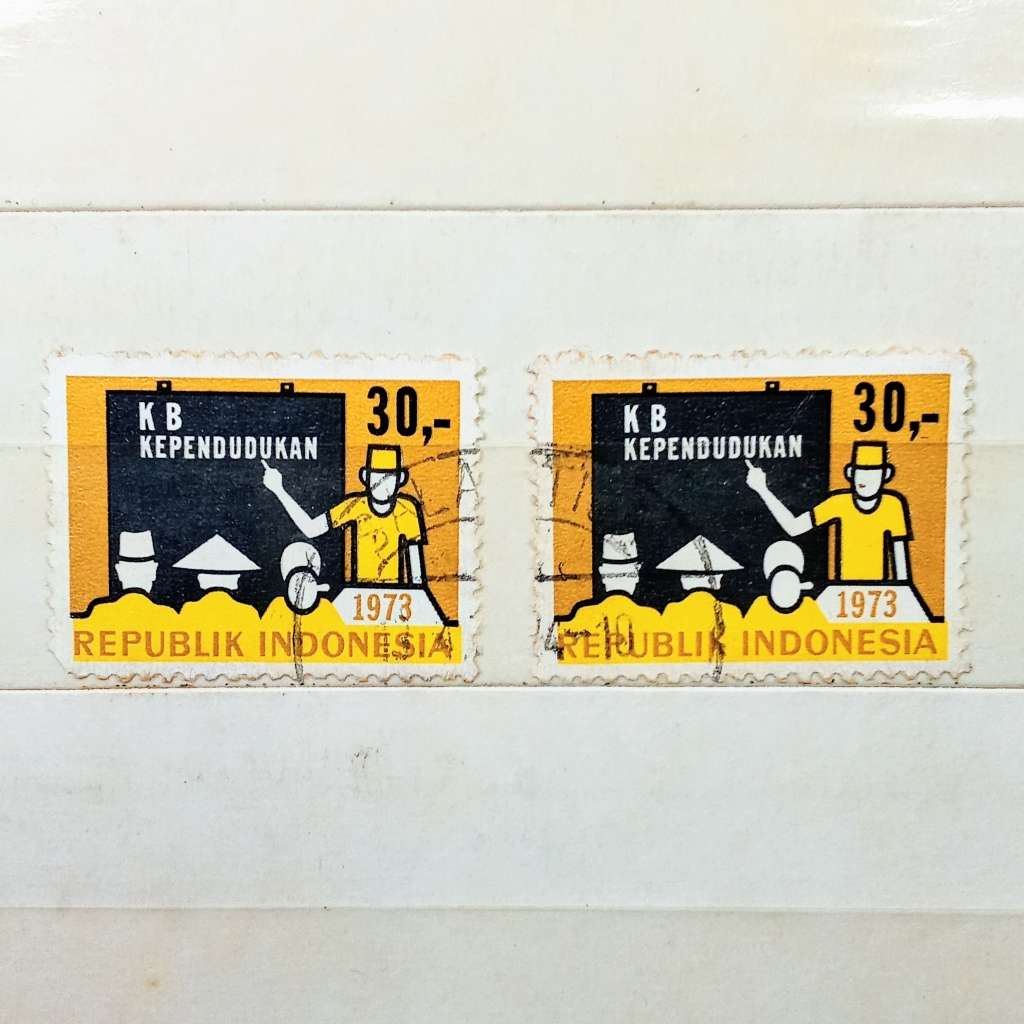 K B
KEPENDUDUKAN
30,-
1973
REPUBLIK INDONESIA
K B
KEPENDUDUKAN
30,-
1973
REPUBLIK INDONESIA